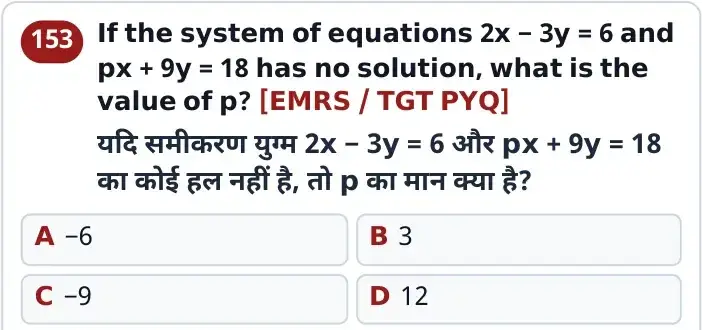 153 If the system of equations 2x − 3y = 6 and
px + 9y = 18 has no solution, what is the
value of p? [EMRS / TGT PYQ]
यदि समीकरण युग्म 2x − 3y = 6 और px + 9y = 18
का कोई हल नहीं है, तो p का मान क्या है?
A −6 B 3
C −9 D 12